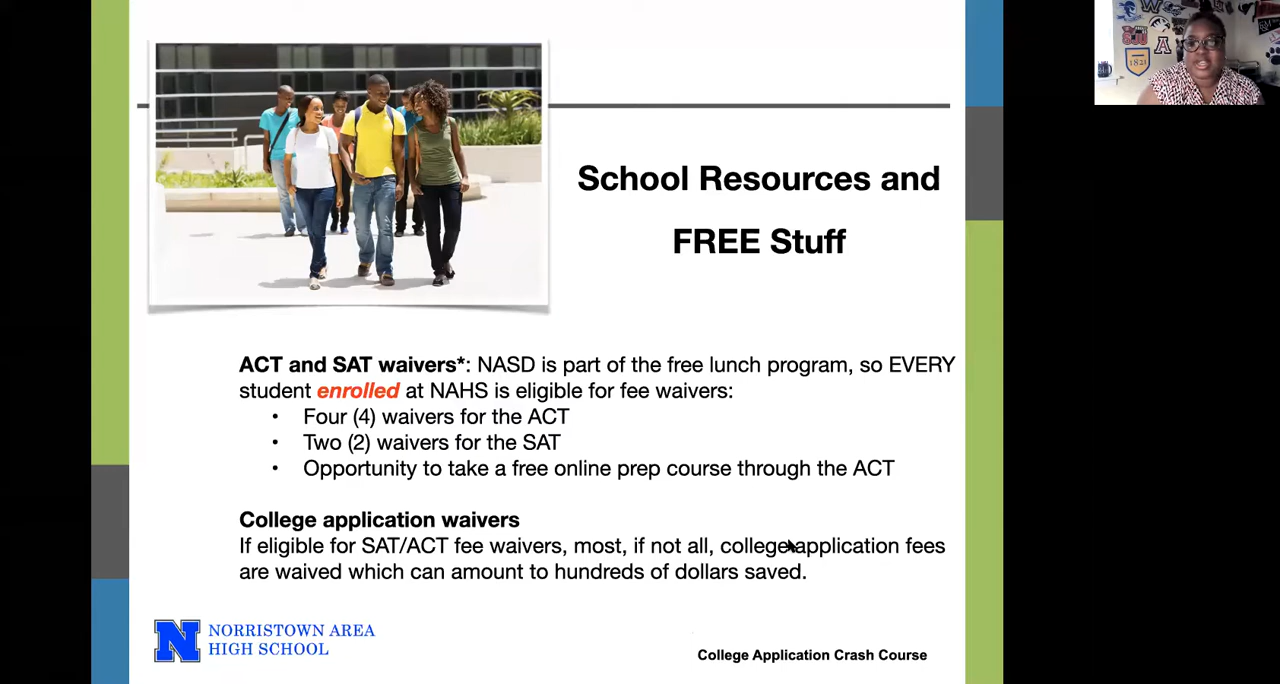 School Resources and
FREE Stuff
ACT and SAT waivers*: NASD is part of the free lunch program, so EVERY
student enrolled at NAHS is eligible for fee waivers:
• Four (4) waivers for the ACT
• Two (2) waivers for the SAT
• Opportunity to take a free online prep course through the ACT
College application waivers
If eligible for SAT/ACT fee waivers, most, if not all, college application fees
are waived which can amount to hundreds of dollars saved.
N NORRISTOWN AREA
HIGH SCHOOL
College Application Crash Course
W
A
1821